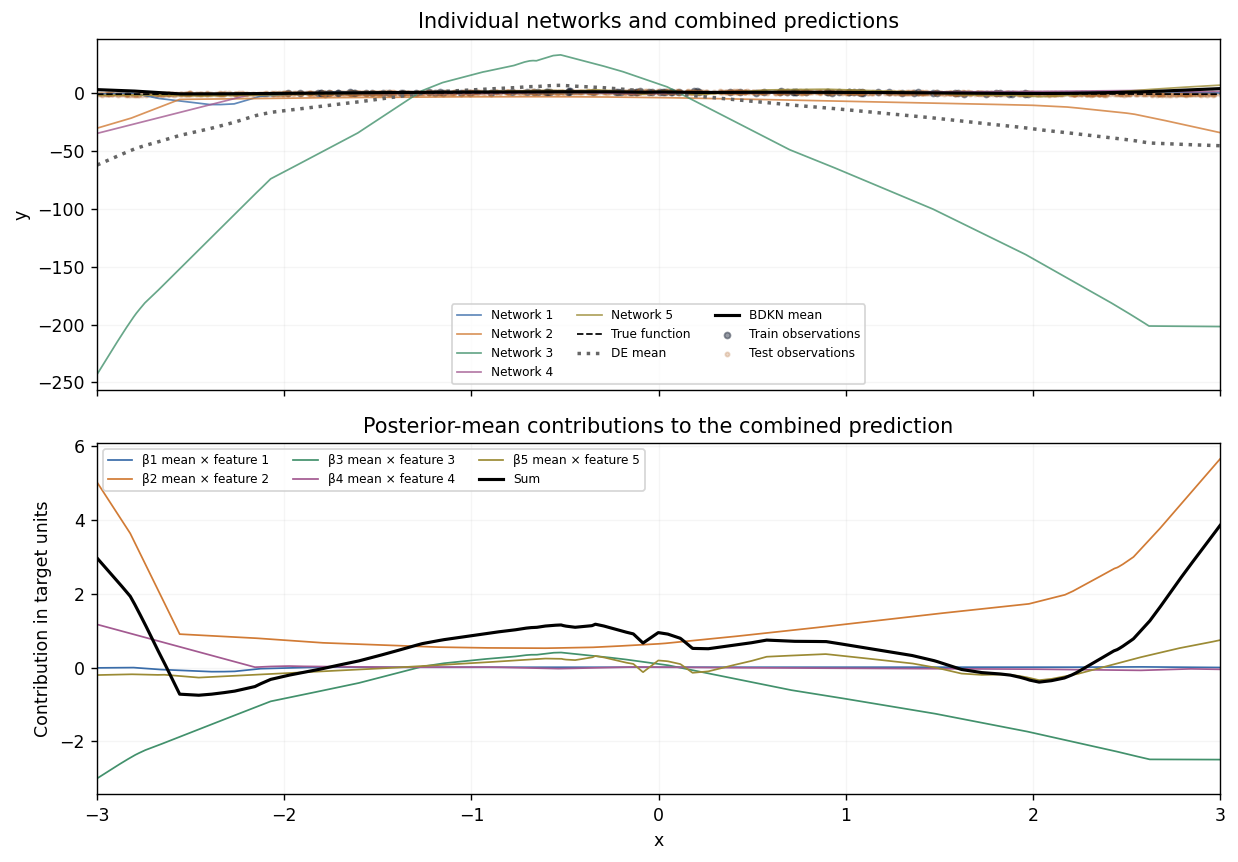 Individual networks and combined predictions
y
0
−50
−100
−150
−200
−250
Network 1
Network 2
Network 3
Network 4
Network 5
True function
DE mean
BDKN mean
Train observations
Test observations
Posterior-mean contributions to the combined prediction
Contribution in target units
6
4
2
0
−2
β1 mean × feature 1
β2 mean × feature 2
β3 mean × feature 3
β4 mean × feature 4
β5 mean × feature 5
Sum
−3
−2
−1
0
1
2
3
x